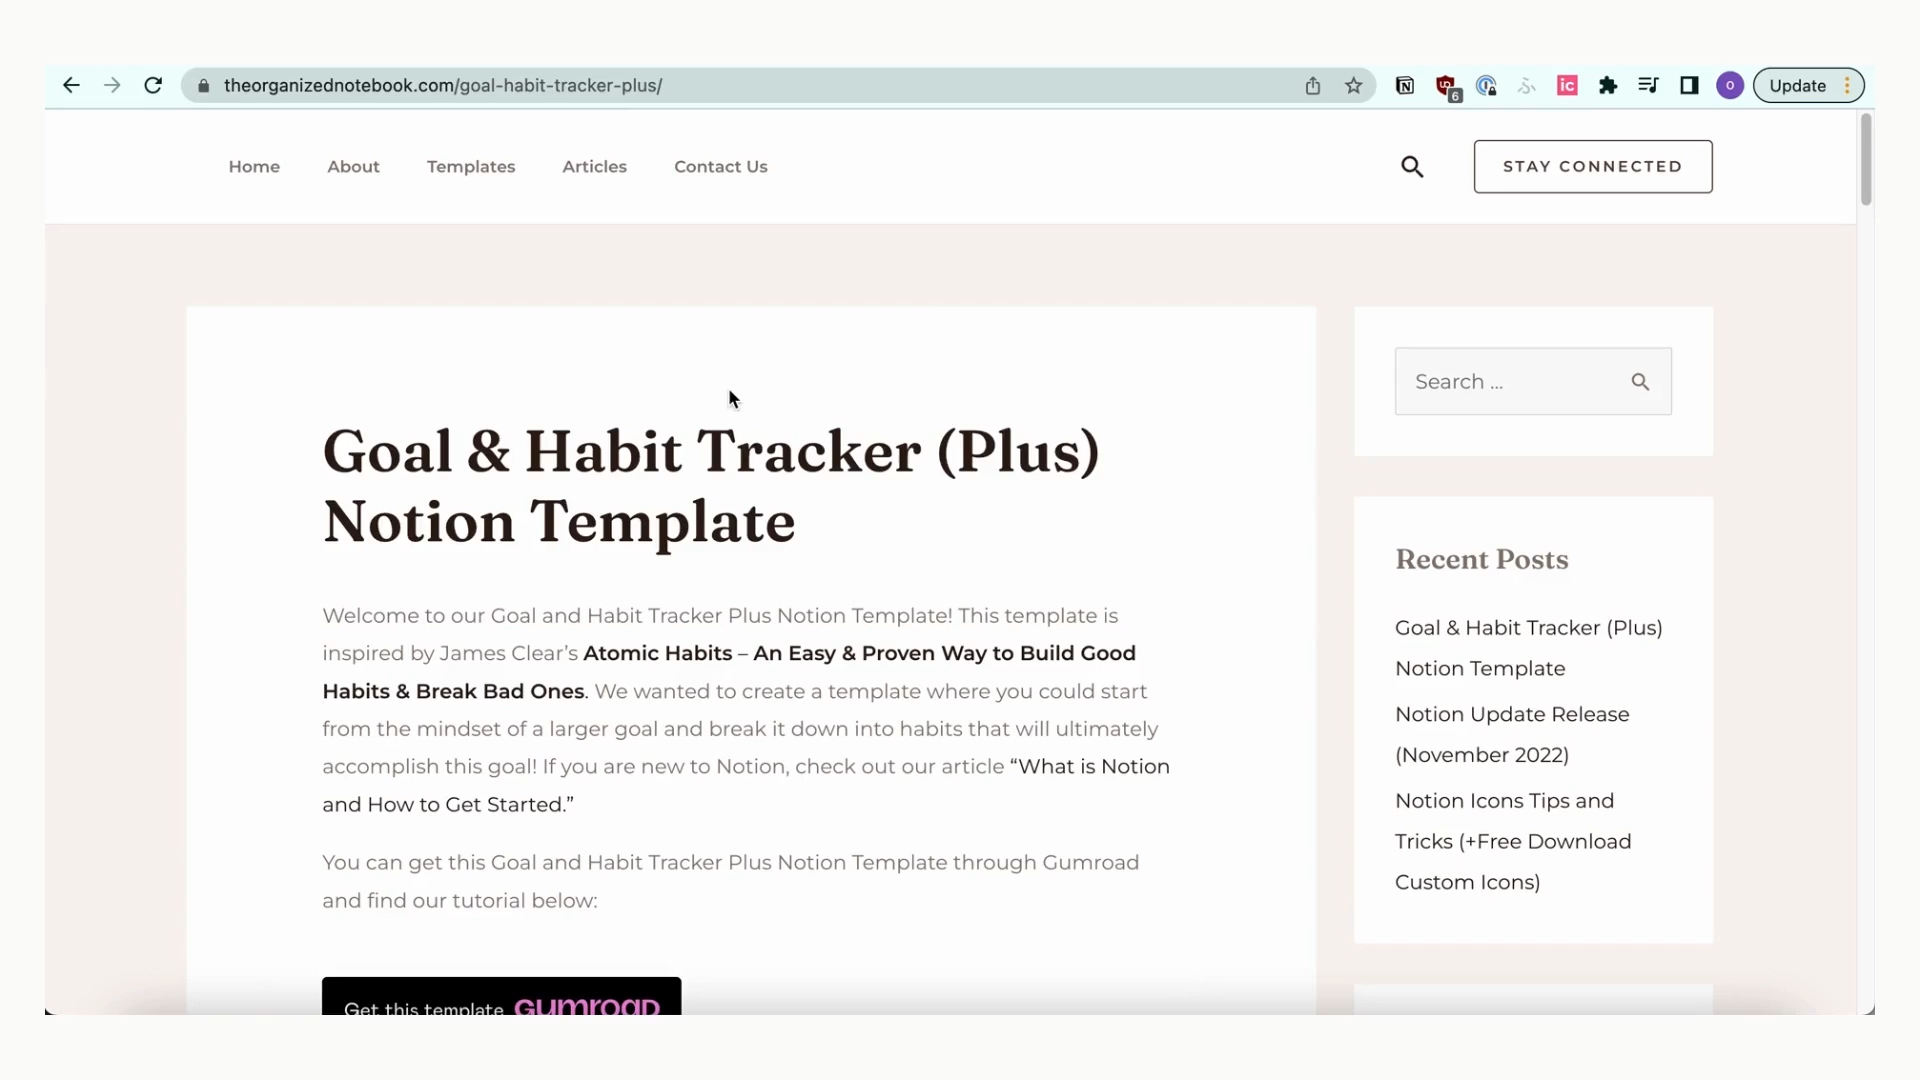 theorganizednotebook.com/goal-habit-tracker-plus/
6
ic
O
Update
Home
About
Templates
Articles
Contact Us
STAY CONNECTED
Goal & Habit Tracker (Plus)
Notion Template
Welcome to our Goal and Habit Tracker Plus Notion Template! This template is
inspired by James Clear’s Atomic Habits – An Easy & Proven Way to Build Good
Habits & Break Bad Ones. We wanted to create a template where you could start
from the mindset of a larger goal and break it down into habits that will ultimately
accomplish this goal! If you are new to Notion, check out our article “What is Notion
and How to Get Started.”
You can get this Goal and Habit Tracker Plus Notion Template through Gumroad
and find our tutorial below:
Get this template gumroad
Search ...
Recent Posts
Goal & Habit Tracker (Plus)
Notion Template
Notion Update Release
(November 2022)
Notion Icons Tips and
Tricks (+Free Download
Custom Icons)